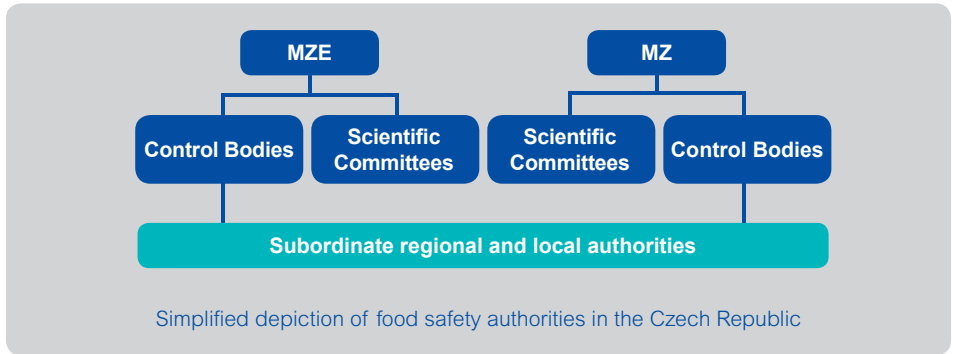 MZE
MZ
Control Bodies
Scientific
Committees
Scientific
Committees
Control Bodies
Subordinate regional and local authorities
Simplified depiction of food safety authorities in the Czech Republic